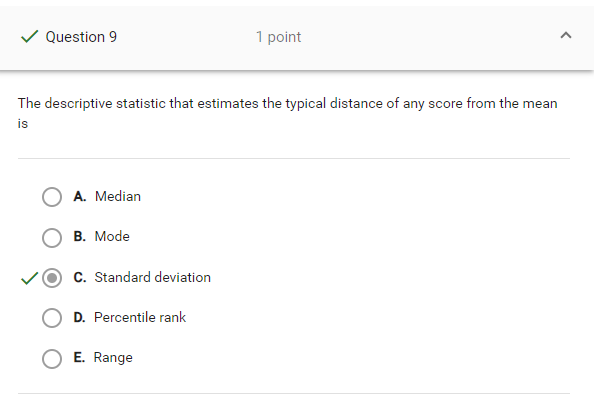 Question 9 1 point
The descriptive statistic that estimates the typical distance of any score from the mean
is
A. Median
B. Mode
C. Standard deviation
D. Percentile rank
E. Range